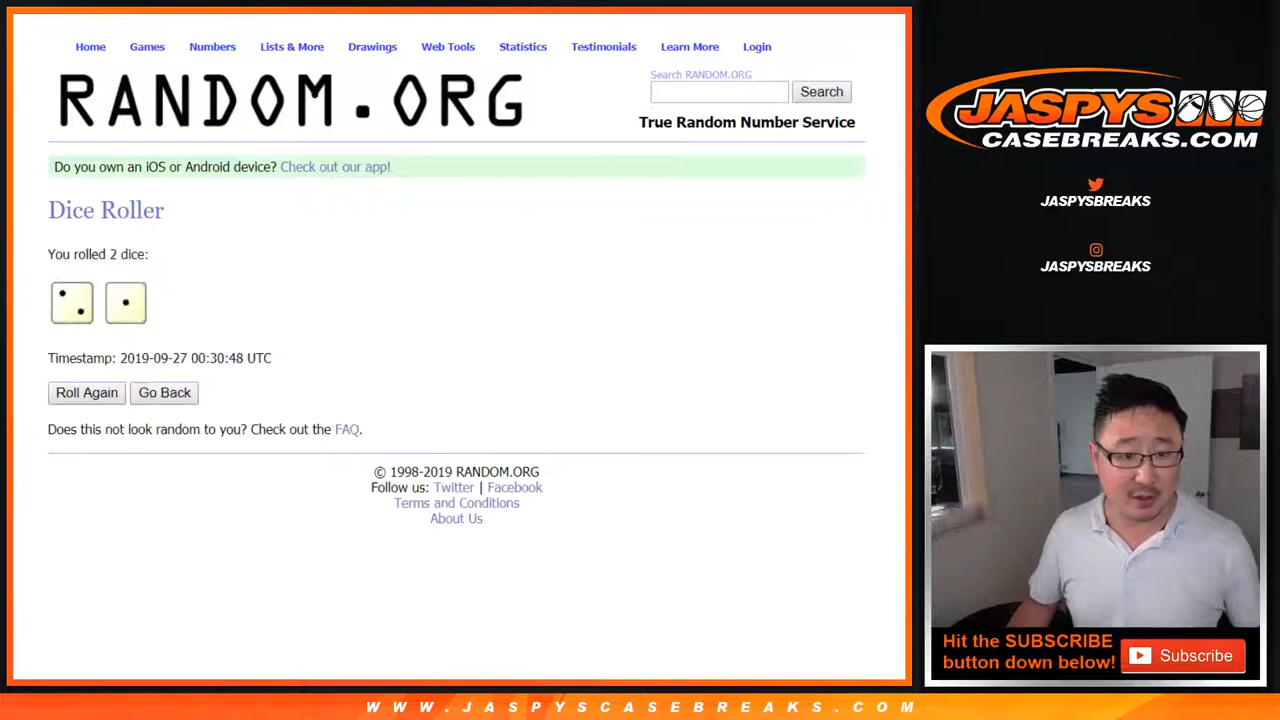 Home Games Numbers Lists & More Drawings Web Tools Statistics Testimonials Learn More Login
RANDOM.ORG
Search RANDOM.ORG
Search
True Random Number Service
Do you own an iOS or Android device? Check out our app!
Dice Roller
You rolled 2 dice:
Timestamp: 2019-09-27 00:30:48 UTC
Roll Again Go Back
Does this not look random to you? Check out the FAQ.
© 1998-2019 RANDOM.ORG
Follow us: Twitter | Facebook
Terms and Conditions
About Us
JASPYS
CASEBREAKS.COM
JASPYSBREAKS
JASPYSBREAKS
Hit the SUBSCRIBE
button down below!
Subscribe
WWW.JASPYSCASEBREAKS.COM